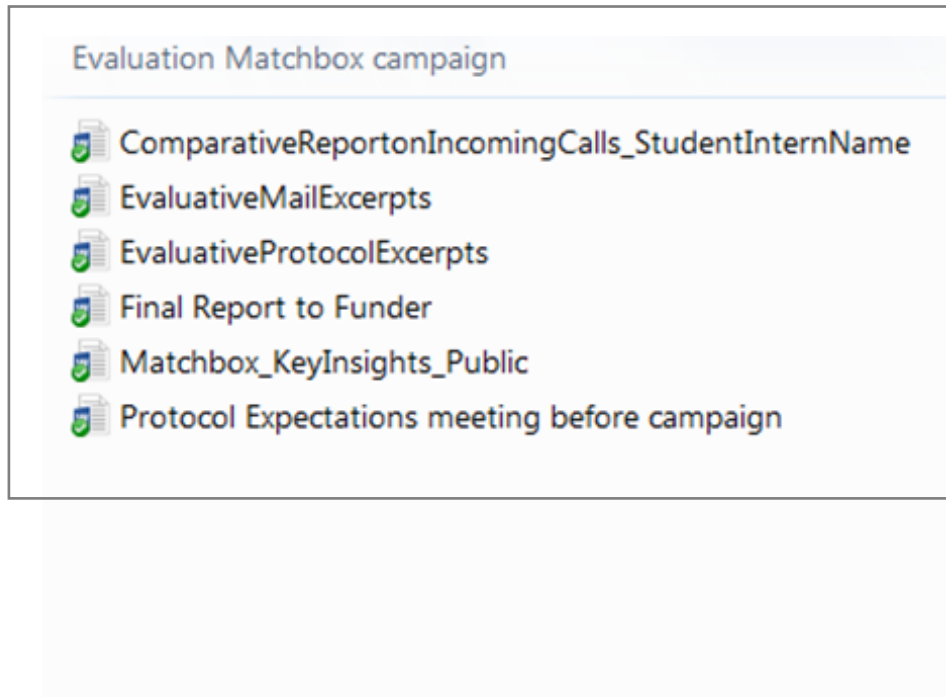 Evaluation Matchbox campaign
ComparativeReportonIncomingCalls_StudentInternName
EvaluativeMailExcerpts
EvaluativeProtocolExcerpts
Final Report to Funder
Matchbox_KeyInsights_Public
Protocol Expectations meeting before campaign